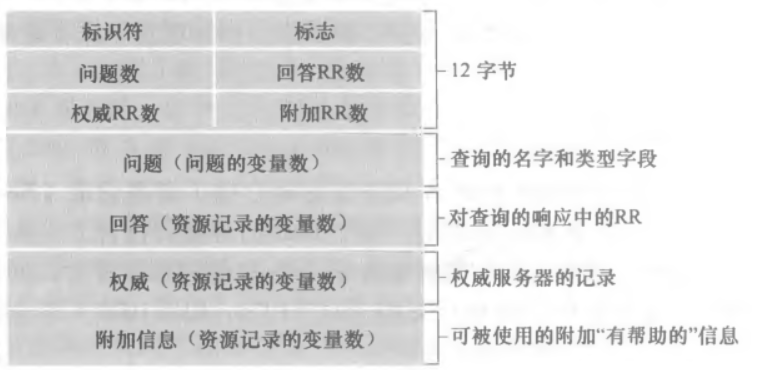 标识符 标志
问题数 回答RR数 12 字节
权威RR数 附加RR数
问题（问题的变量数） 查询的名字和类型字段
回答（资源记录的变量数） 对查询的响应中的RR
权威（资源记录的变量数） 权威服务器的记录
附加信息（资源记录的变量数） 可被使用的附加“有帮助的”信息